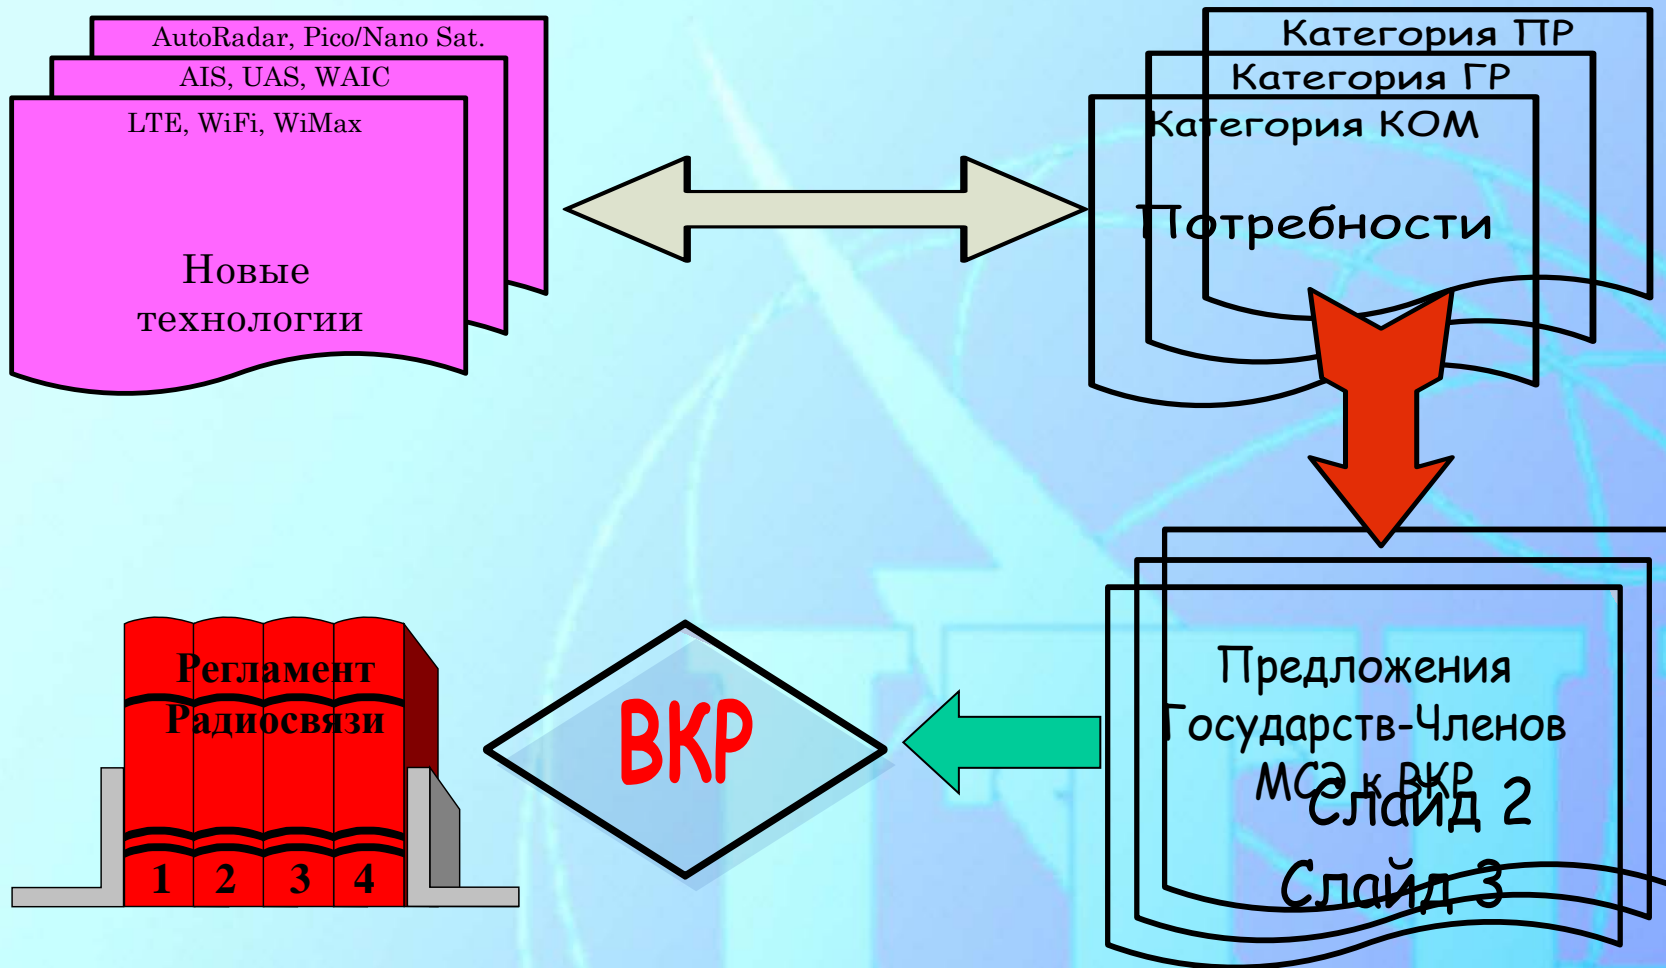 AutoRadar, Pico/Nano Sat.
AIS, UAS, WAIC
LTE, WiFi, WiMax
Новые
технологии
Категория ПР
Категория ГР
Категория КОМ
Потребности
Предложения
Государств-Членов
МСЭ к ВКР
Слайд 2
Слайд 3
ВКР
Регламент
Радиосвязи
1 2 3 4